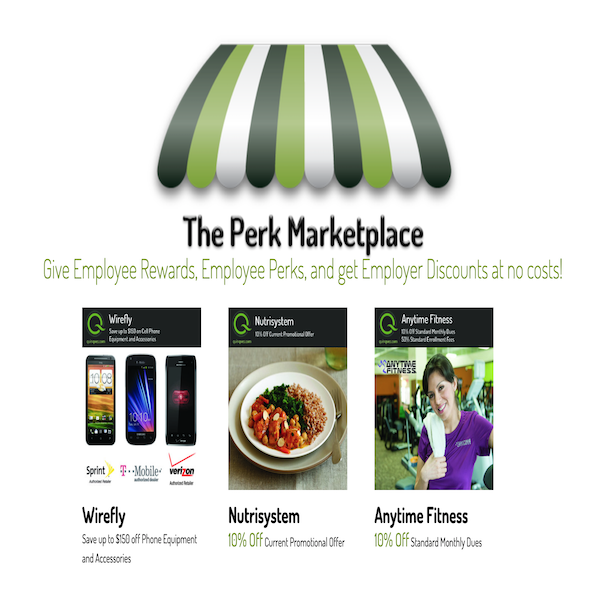 The Perk Marketplace
Give Employee Rewards, Employee Perks, and get Employer Discounts at no costs!
Wirefly
Save up to $150 on Cell Phone
Equipment and Accessories
Nutrisystem
10% Off Current Promotional Offer
Anytime Fitness
10% Off Standard Monthly Dues
50% Standard Enrollment Fees
ANYTIME
FITNESS
10:08
10:10
Sprint
Authorized Retailer
T··Mobile·
Authorized dealer
verizon
Authorized Retailer
Wirefly
Save up to $150 off Phone Equipment
and Accessories
Nutrisystem
10% Off Current Promotional Offer
Anytime Fitness
10% Off Standard Monthly Dues